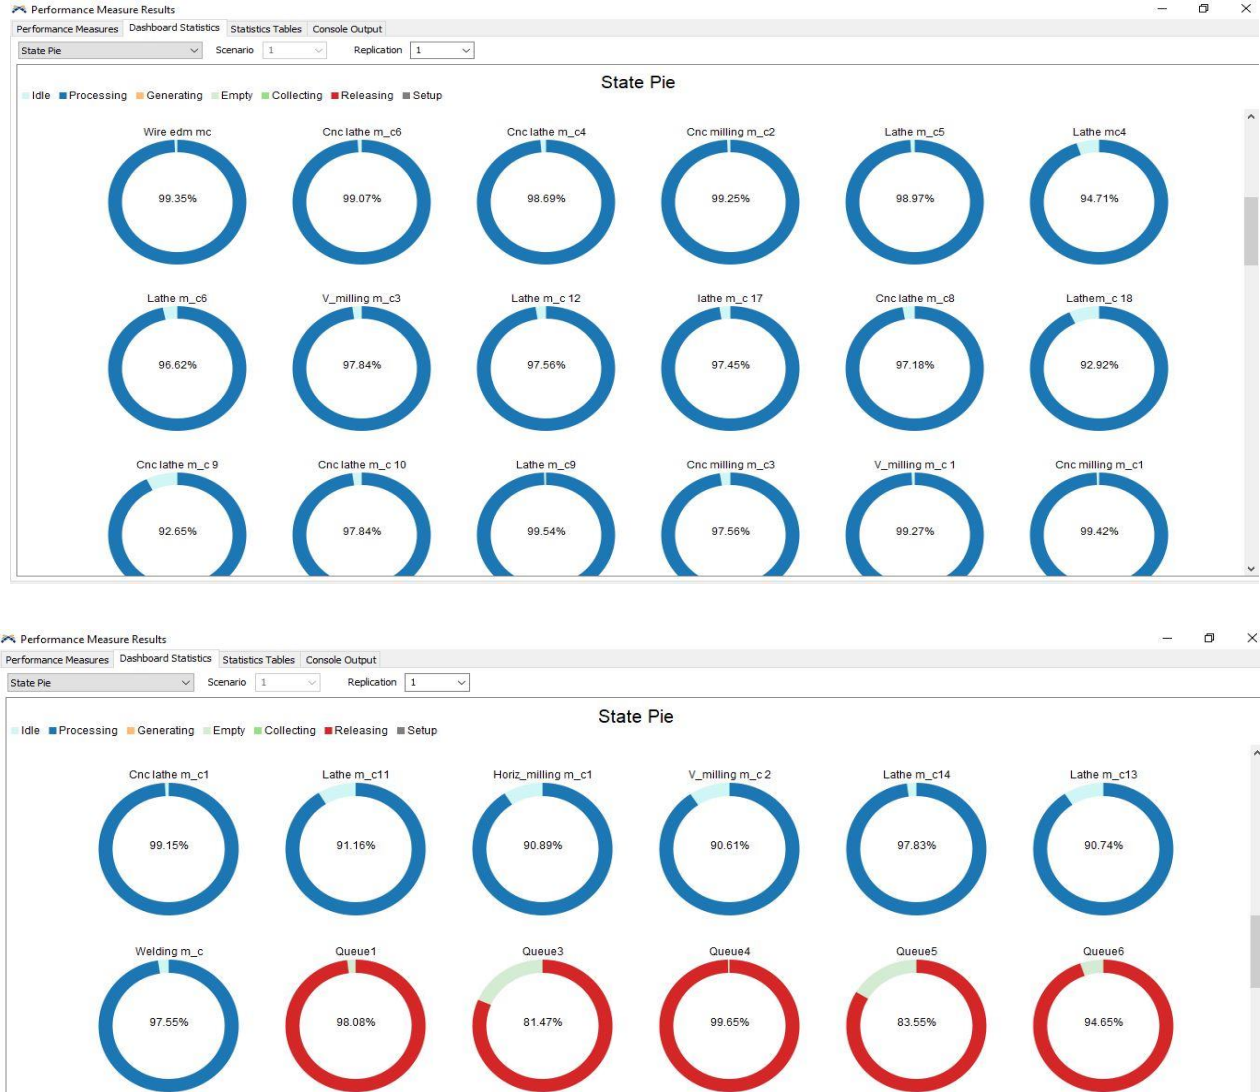 Performance Measure Results
Performance Measures Dashboard Statistics Statistics Tables Console Output
State Pie Scenario 1 Replication 1
State Pie
Idle Processing Generating Empty Collecting Releasing Setup
Wire edm mc Cnc lathe m_c6 Cnc lathe m_c4 Cnc milling m_c2 Lathe m_c5 Lathe mc4
99.35% 99.07% 98.69% 99.25% 98.97% 94.71%
Lathe m_c6 V_milling m_c3 Lathe m_c 12 lathe m_c 17 Cnc lathe m_c8 Lathem_c 18
96.62% 97.84% 97.56% 97.45% 97.18% 92.92%
Cnc lathe m_c 9 Cnc lathe m_c 10 Lathe m_c9 Cnc milling m_c3 V_milling m_c 1 Cnc milling m_c1
92.65% 97.84% 99.54% 97.56% 99.27% 99.42%
Performance Measure Results
Performance Measures Dashboard Statistics Statistics Tables Console Output
State Pie Scenario 1 Replication 1
State Pie
Idle Processing Generating Empty Collecting Releasing Setup
Cnc lathe m_c1 Lathe m_c11 Horiz_milling m_c1 V_milling m_c 2 Lathe m_c14 Lathe m_c13
99.15% 91.16% 90.89% 90.61% 97.83% 90.74%
Welding m_c Queue1 Queue3 Queue4 Queue5 Queue6
97.55% 98.08% 81.47% 99.65% 83.55% 94.65%